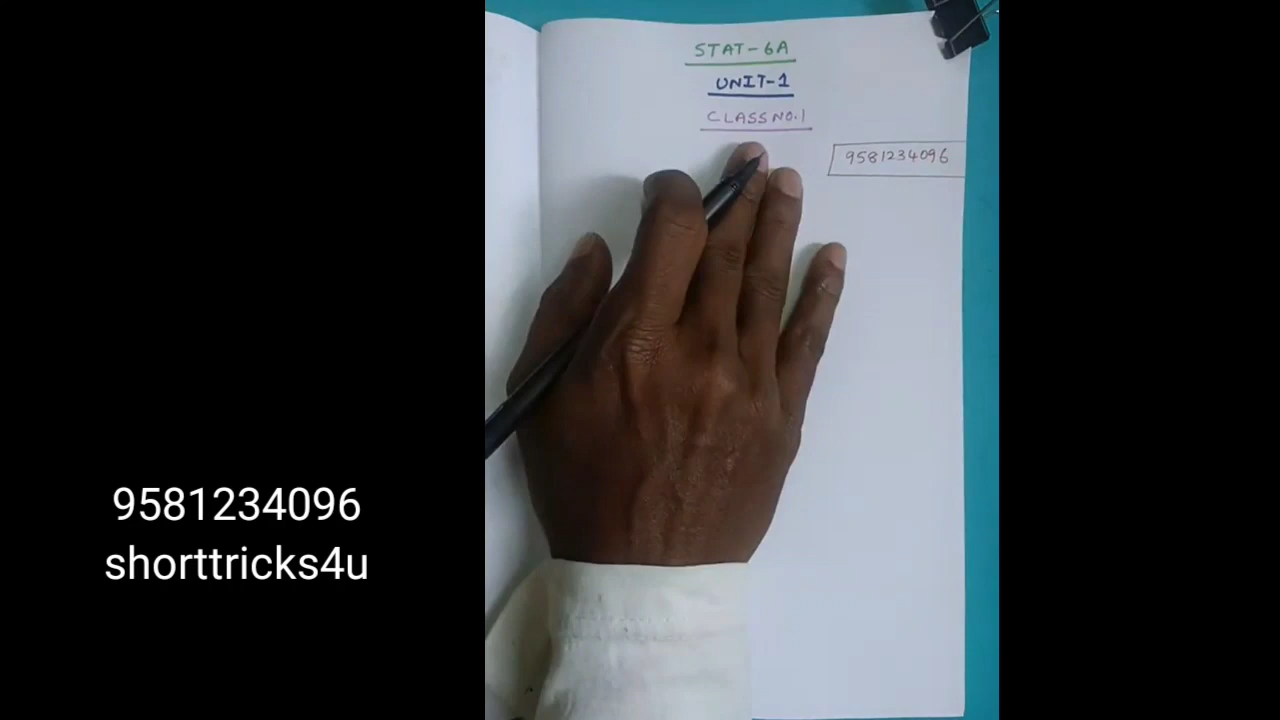 STAT-6A
UNIT-1
CLASS NO.1
9581234096
9581234096
shorttricks4u